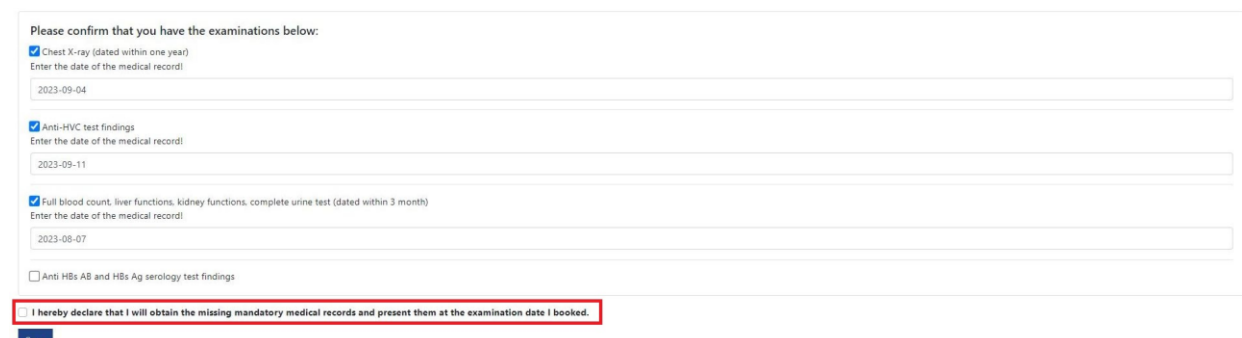 Please confirm that you have the examinations below:
Chest X-ray (dated within one year)
Enter the date of the medical record!
2023-09-04
Anti-HVC test findings
Enter the date of the medical record!
2023-09-11
Full blood count, liver functions, kidney functions, complete urine test (dated within 3 month)
Enter the date of the medical record!
2023-08-07
Anti HBs AB and HBs Ag serology test findings
I hereby declare that I will obtain the missing mandatory medical records and present them at the examination date I booked.